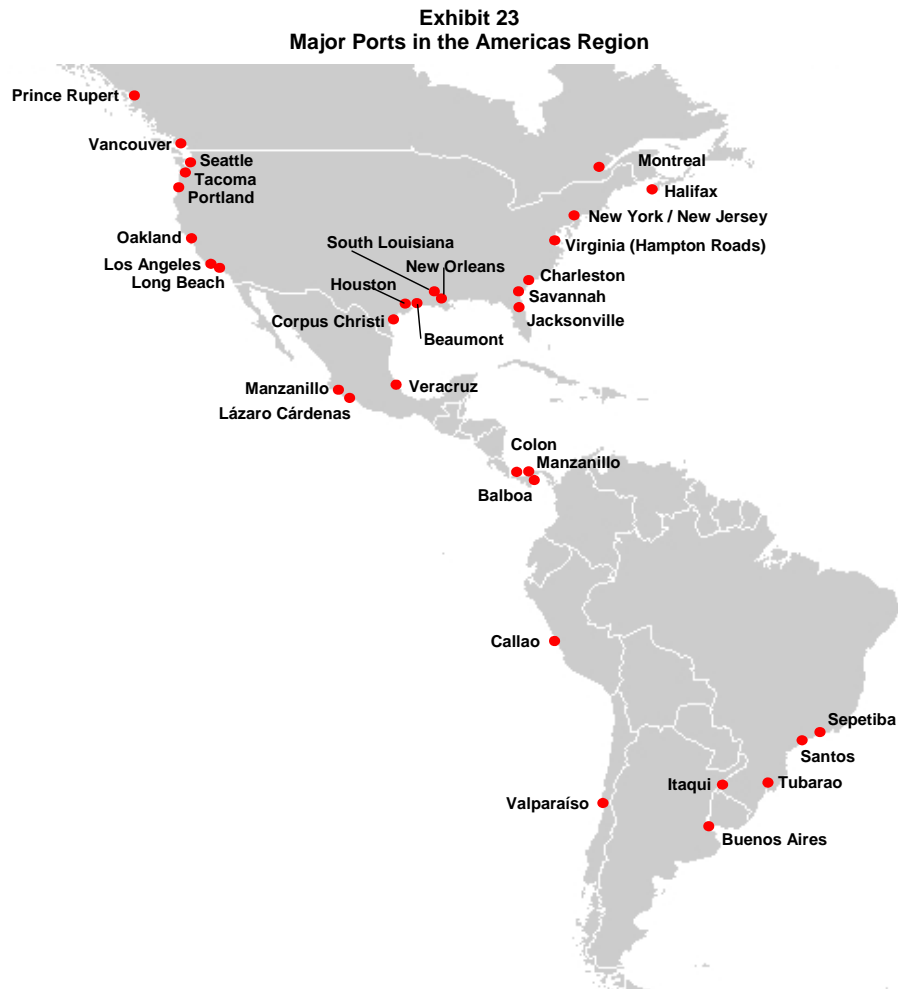 Exhibit 23
Major Ports in the Americas Region
Prince Rupert
Vancouver
Seattle
Tacoma
Portland
Montreal
Halifax
New York / New Jersey
Oakland
South Louisiana
Virginia (Hampton Roads)
Los Angeles
Long Beach
New Orleans
Houston
Charleston
Savannah
Corpus Christi
Jacksonville
Beaumont
Manzanillo
Veracruz
Lázaro Cárdenas
Colon
Manzanillo
Balboa
Callao
Sepetiba
Santos
Itaqui
Tubarao
Valparaíso
Buenos Aires